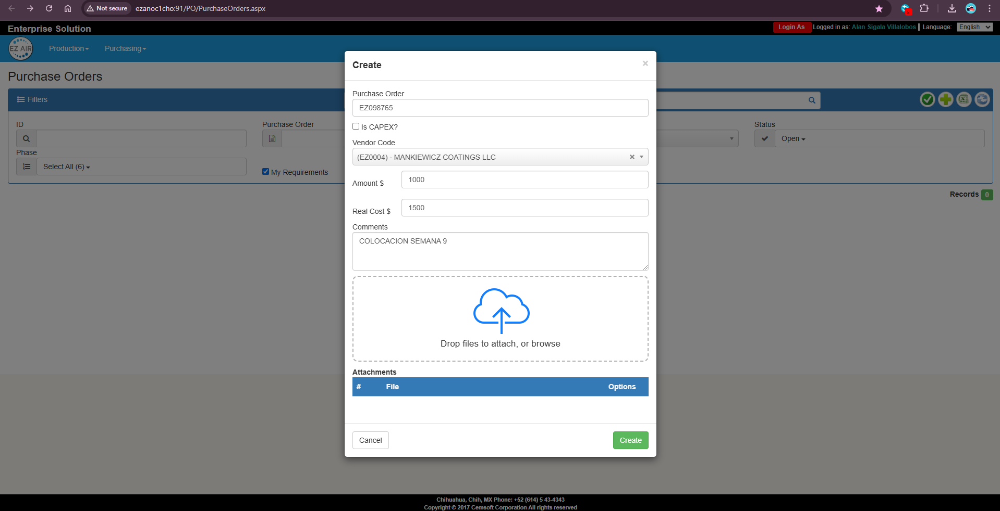 Not secure
ezanoc1cho:91/PO/PurchaseOrders.aspx
Enterprise Solution
Login As Logged in as: Alan Sigala Villalobos | Language: English
EZ AIR
Production
Purchasing
Purchase Orders
Filters
ID
Purchase Order
Status
Open
Phase
Select All (6)
My Requirements
Records 0
Create
×
Purchase Order
EZ098765
Is CAPEX?
Vendor Code
(EZ0004) - MANKIEWICZ COATINGS LLC
Amount $
1000
Real Cost $
1500
Comments
COLOCACION SEMANA 9
Drop files to attach, or browse
Attachments
# File Options
Cancel
Create
Chihuahua, Chih, MX Phone: +52 (614) 5 43-4343
Copyright © 2017 Cemsoft Corporation All rights reserved